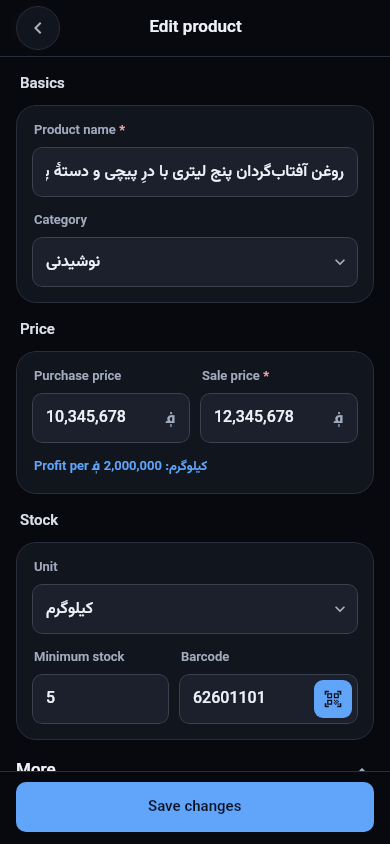 Edit product
Basics
Product name *
روغن آفتاب‌گردان پنج لیتری با درِ پیچی و دستهٔ
Category
نوشیدنی
Price
Purchase price
Sale price *
10,345,678 ؋
12,345,678 ؋
Profit per کیلوگرم: 2,000,000 ؋
Stock
Unit
کیلوگرم
Minimum stock
Barcode
5
62601101
More
Save changes